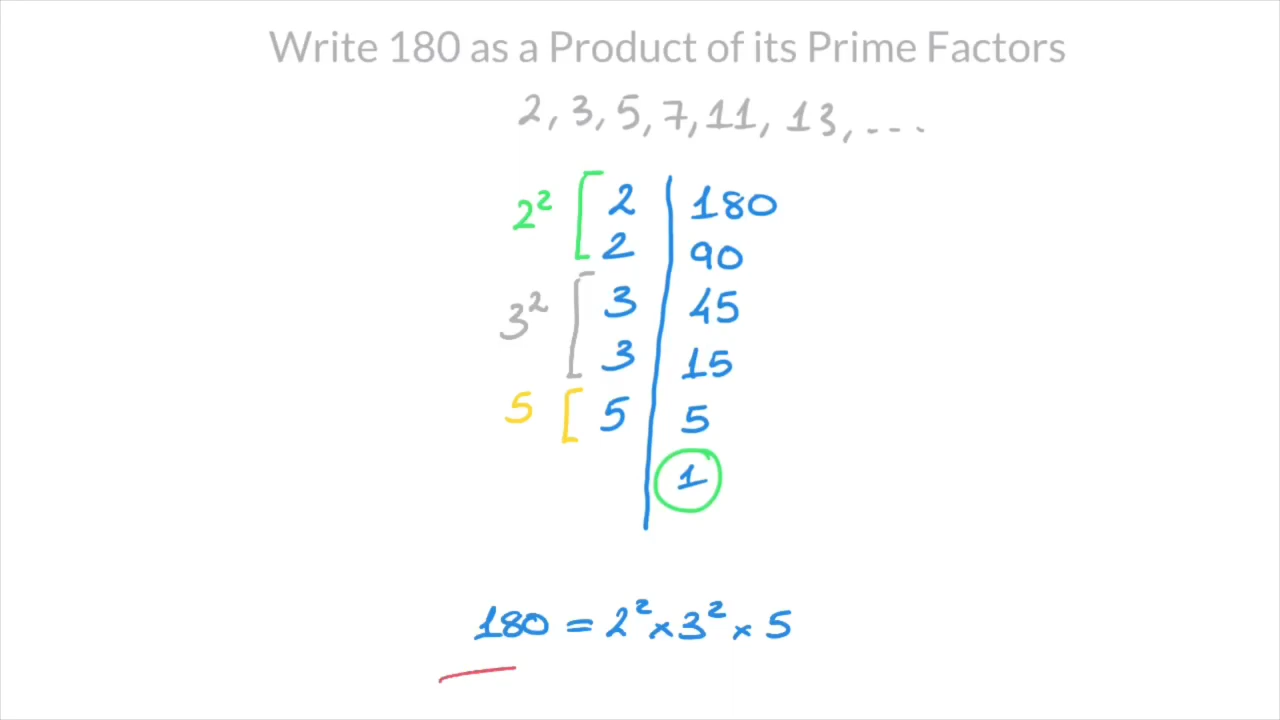 Write 180 as a Product of its Prime Factors
2, 3, 5, 7, 11, 13, ...
2² [ 2 | 180
2 | 90
3² [ 3 | 45
3 | 15
5 [ 5 | 5
1
180 = 2² × 3² × 5